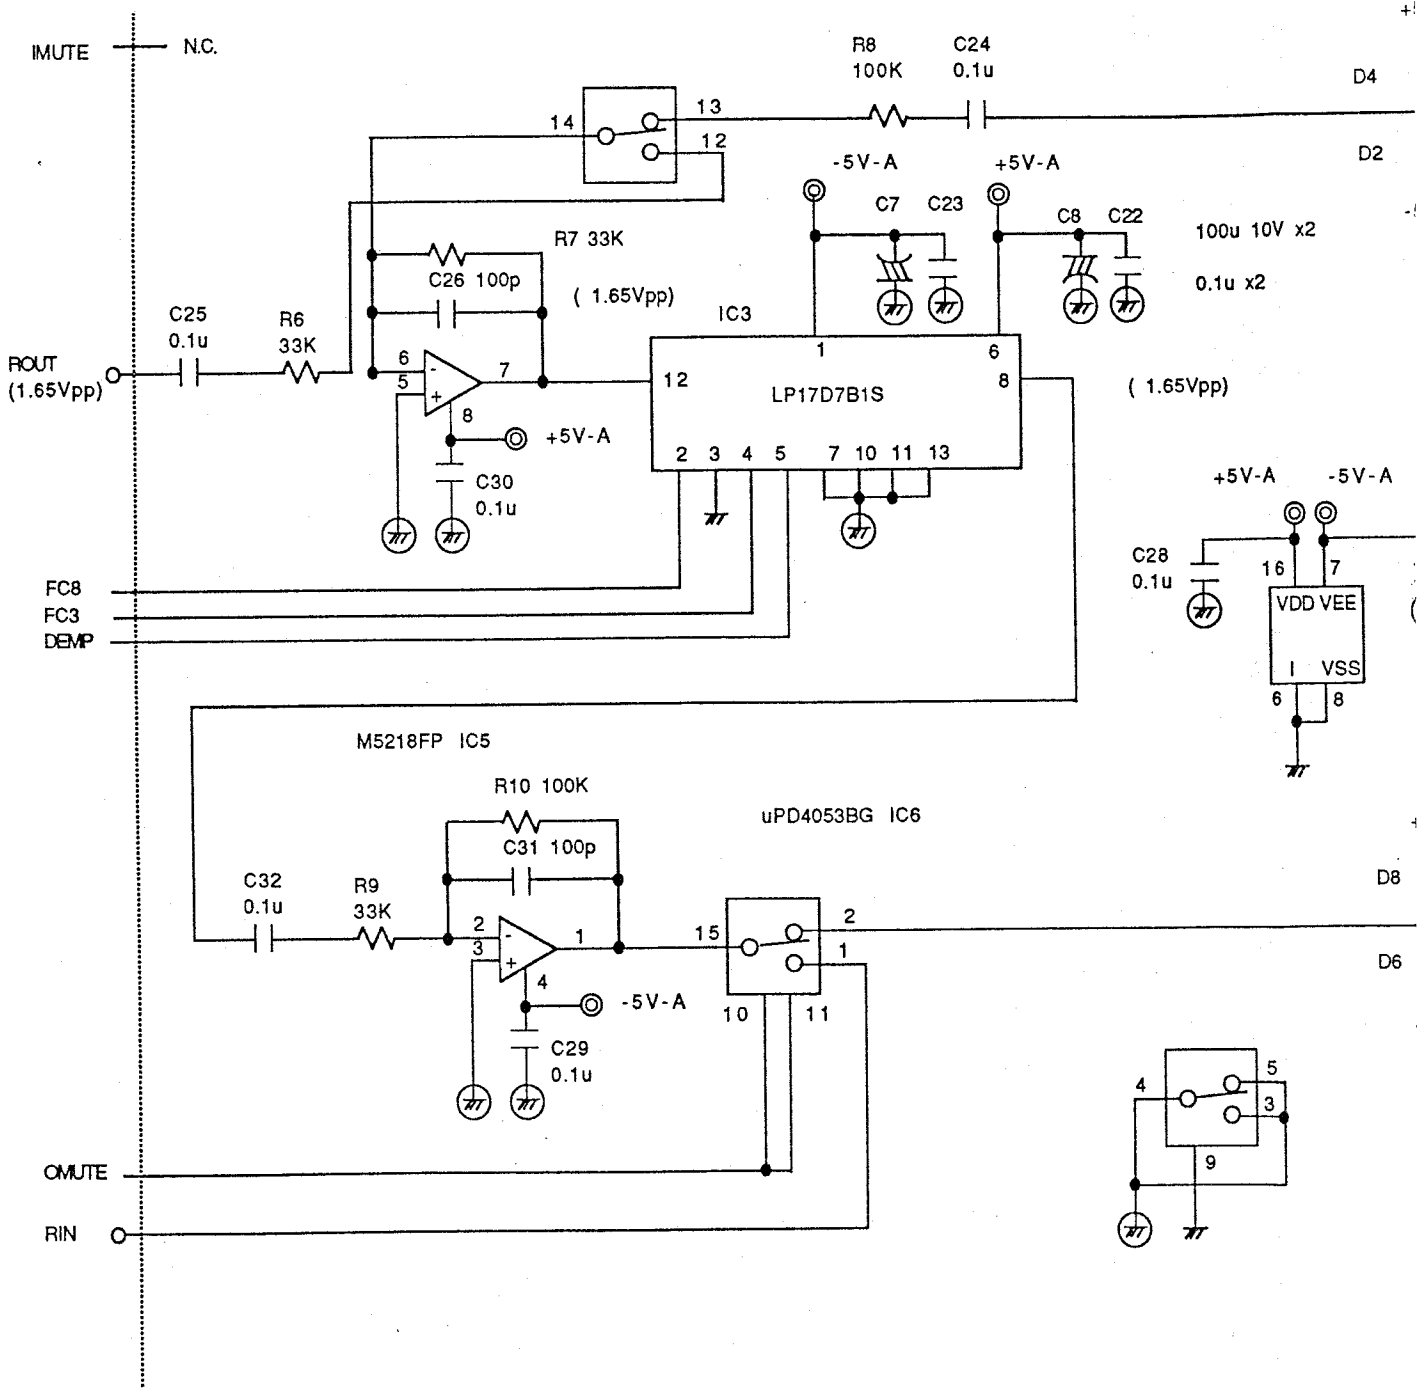 IMUTE
N.C.
R8
100K
C24
0.1u
D4
14
13
12
D2
-5V-A
+5V-A
C7
C23
C8
C22
100u 10V x2
0.1u x2
R7 33K
C26 100p
( 1.65Vpp)
C25
0.1u
R6
33K
IC3
ROUT
(1.65Vpp)
6
5
-
+
7
8
1
6
12
8
LP17D7B1S
( 1.65Vpp)
2
3
4
5
7
10
11
13
+5V-A
C30
0.1u
+5V-A
-5V-A
C28
0.1u
16
7
VDD VEE
I
VSS
6
8
FC8
FC3
DEMP
M5218FP IC5
R10 100K
C31 100p
uPD4053BG IC6
C32
0.1u
R9
33K
D8
2
3
-
+
1
4
15
2
1
D6
-5V-A
10
11
C29
0.1u
4
5
3
9
OMUTE
RIN